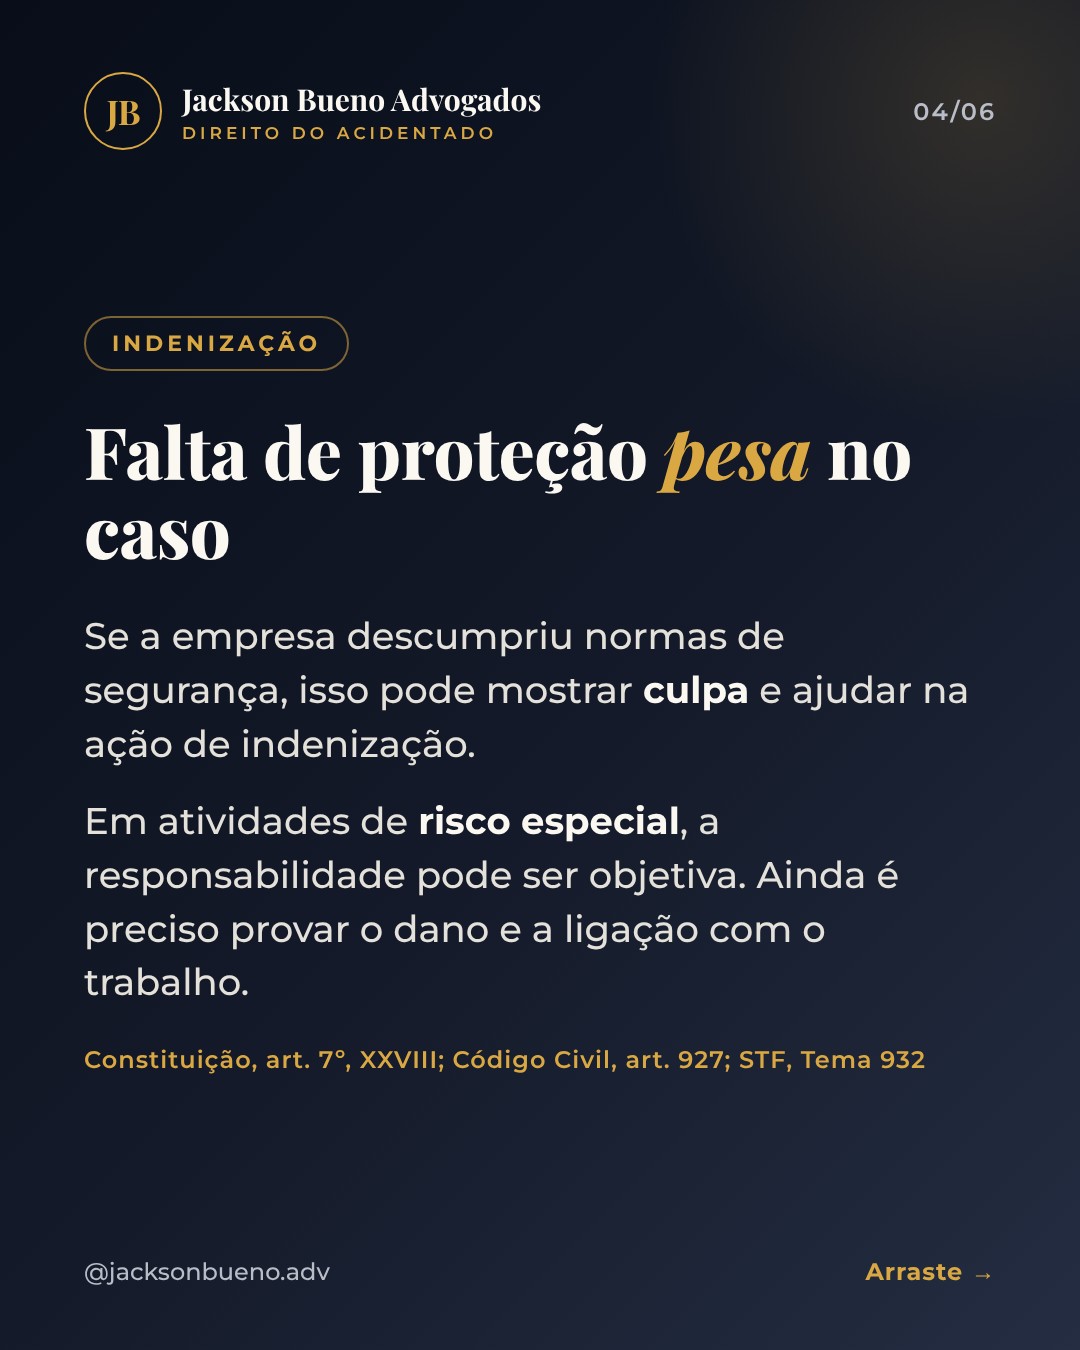 JB
Jackson Bueno Advogados
DIREITO DO ACIDENTADO
04/06
INDENIZAÇÃO
Falta de proteção pesa no
caso
Se a empresa descumpriu normas de
segurança, isso pode mostrar culpa e ajudar na
ação de indenização.
Em atividades de risco especial, a
responsabilidade pode ser objetiva. Ainda é
preciso provar o dano e a ligação com o
trabalho.
Constituição, art. 7º, XXVIII; Código Civil, art. 927; STF, Tema 932
@jacksonbueno.adv
Arraste →